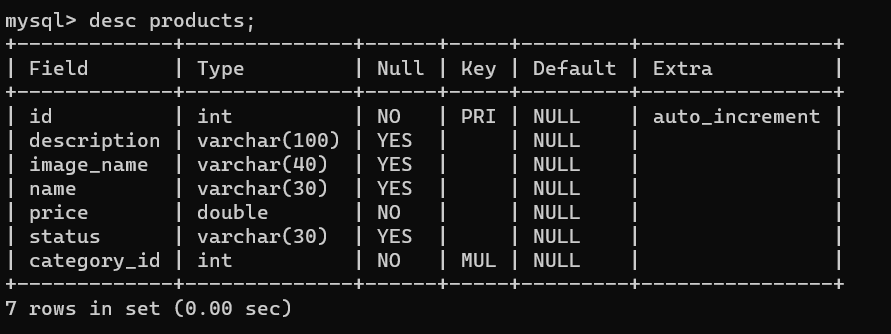 mysql> desc products;
+-------------+--------------+------+-----+---------+----------------+
| Field       | Type         | Null | Key | Default | Extra          |
+-------------+--------------+------+-----+---------+----------------+
| id          | int          | NO   | PRI | NULL    | auto_increment |
| description | varchar(100) | YES  |     | NULL    |                |
| image_name  | varchar(40)  | YES  |     | NULL    |                |
| name        | varchar(30)  | YES  |     | NULL    |                |
| price       | double       | NO   |     | NULL    |                |
| status      | varchar(30)  | YES  |     | NULL    |                |
| category_id | int          | NO   | MUL | NULL    |                |
+-------------+--------------+------+-----+---------+----------------+
7 rows in set (0.00 sec)